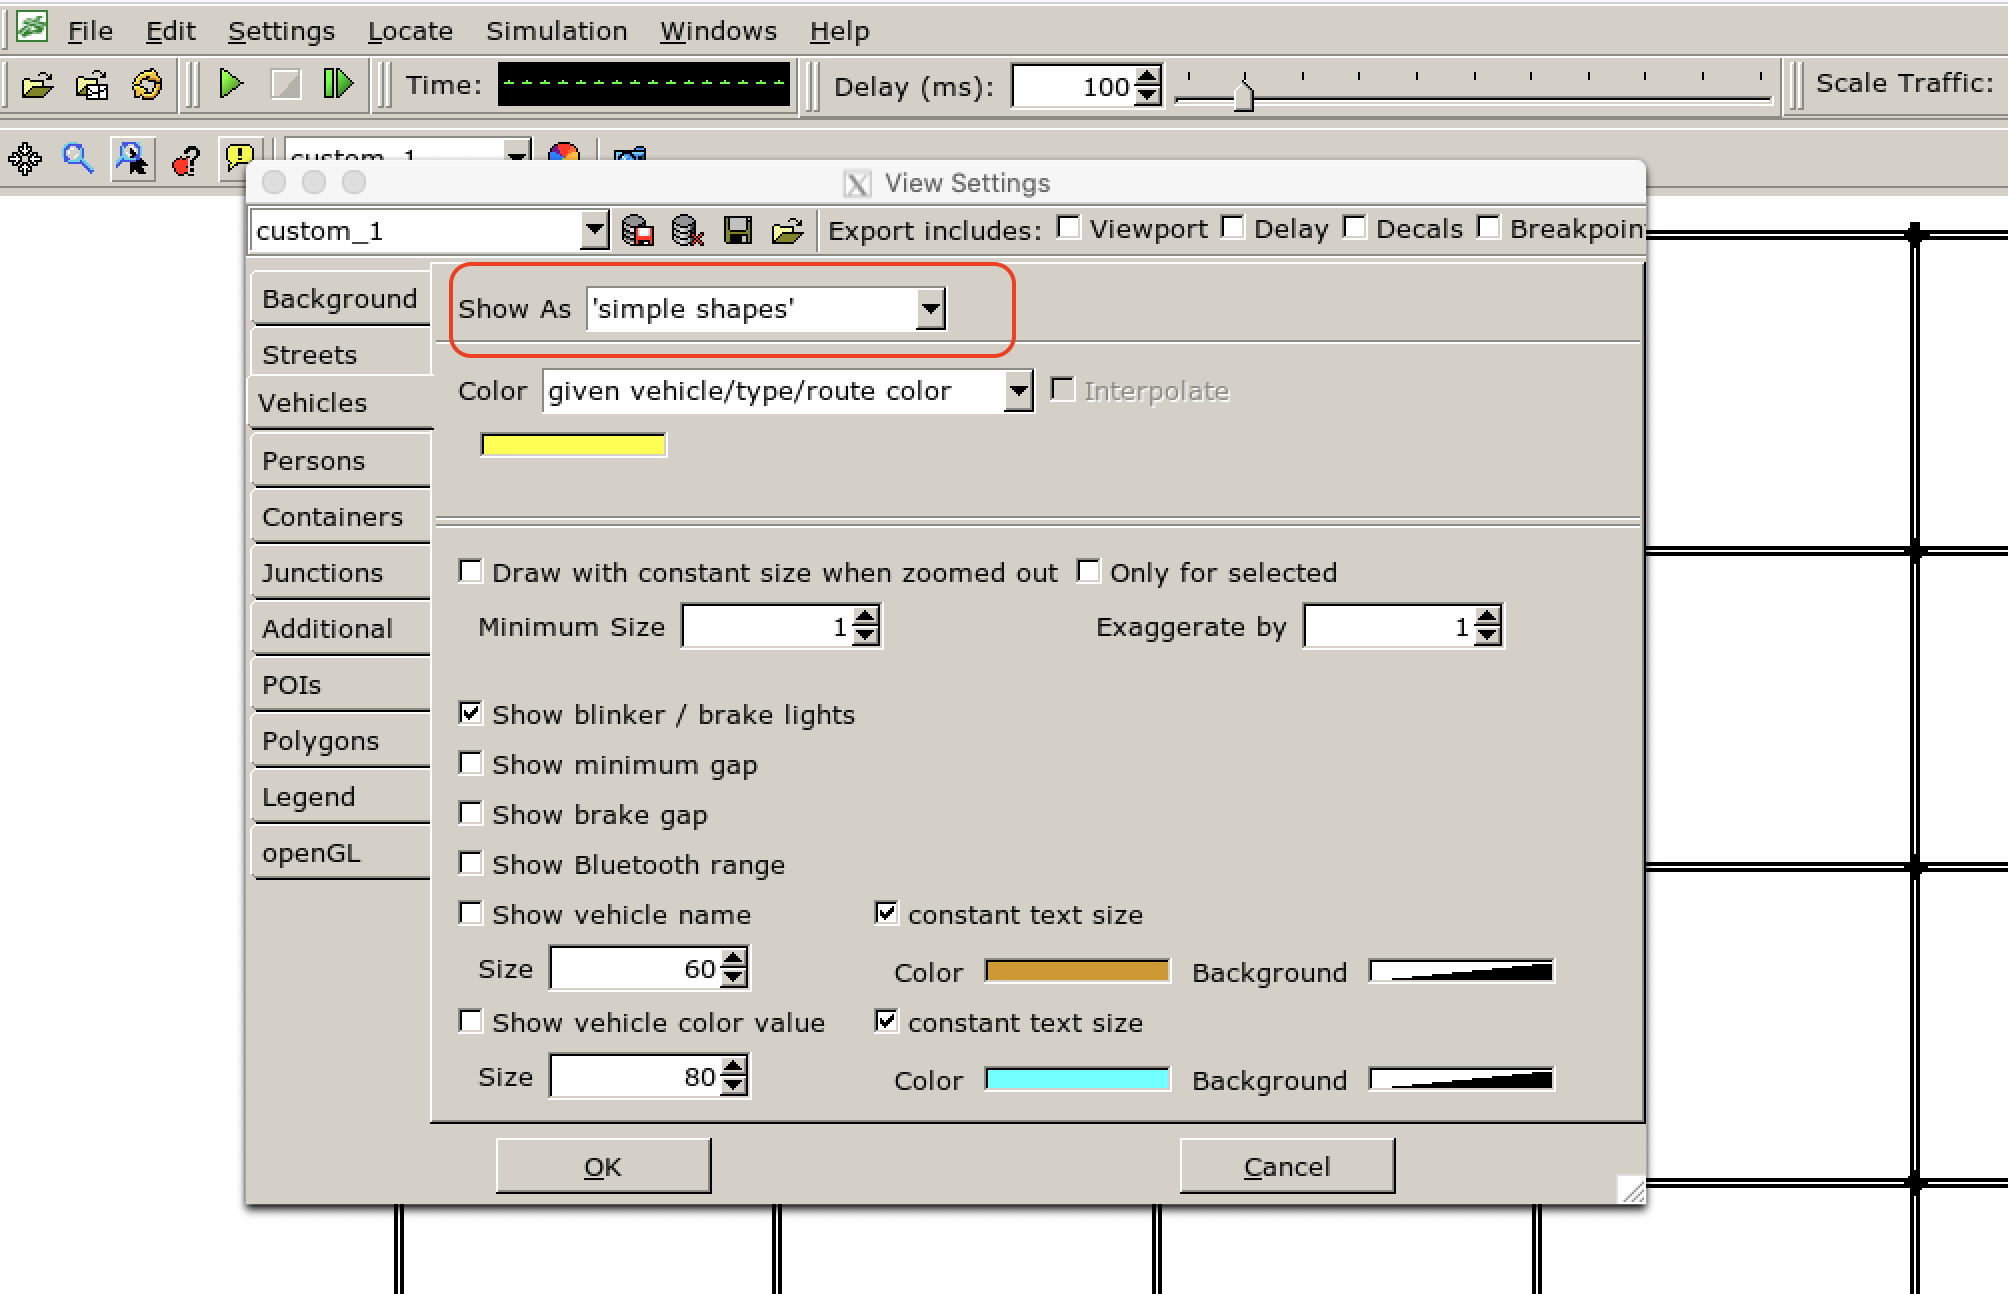 File Edit Settings Locate Simulation Windows Help
Time: Delay (ms): 100 Scale Traffic:
custom_1
View Settings
custom_1 Export includes: Viewport Delay Decals Breakpoin
Background
Streets
Vehicles
Persons
Containers
Junctions
Additional
POIs
Polygons
Legend
openGL
Show As 'simple shapes'
Color given vehicle/type/route color Interpolate
Draw with constant size when zoomed out Only for selected
Minimum Size 1 Exaggerate by 1
Show blinker / brake lights
Show minimum gap
Show brake gap
Show Bluetooth range
Show vehicle name constant text size
Size 60 Color Background
Show vehicle color value constant text size
Size 80 Color Background
OK Cancel